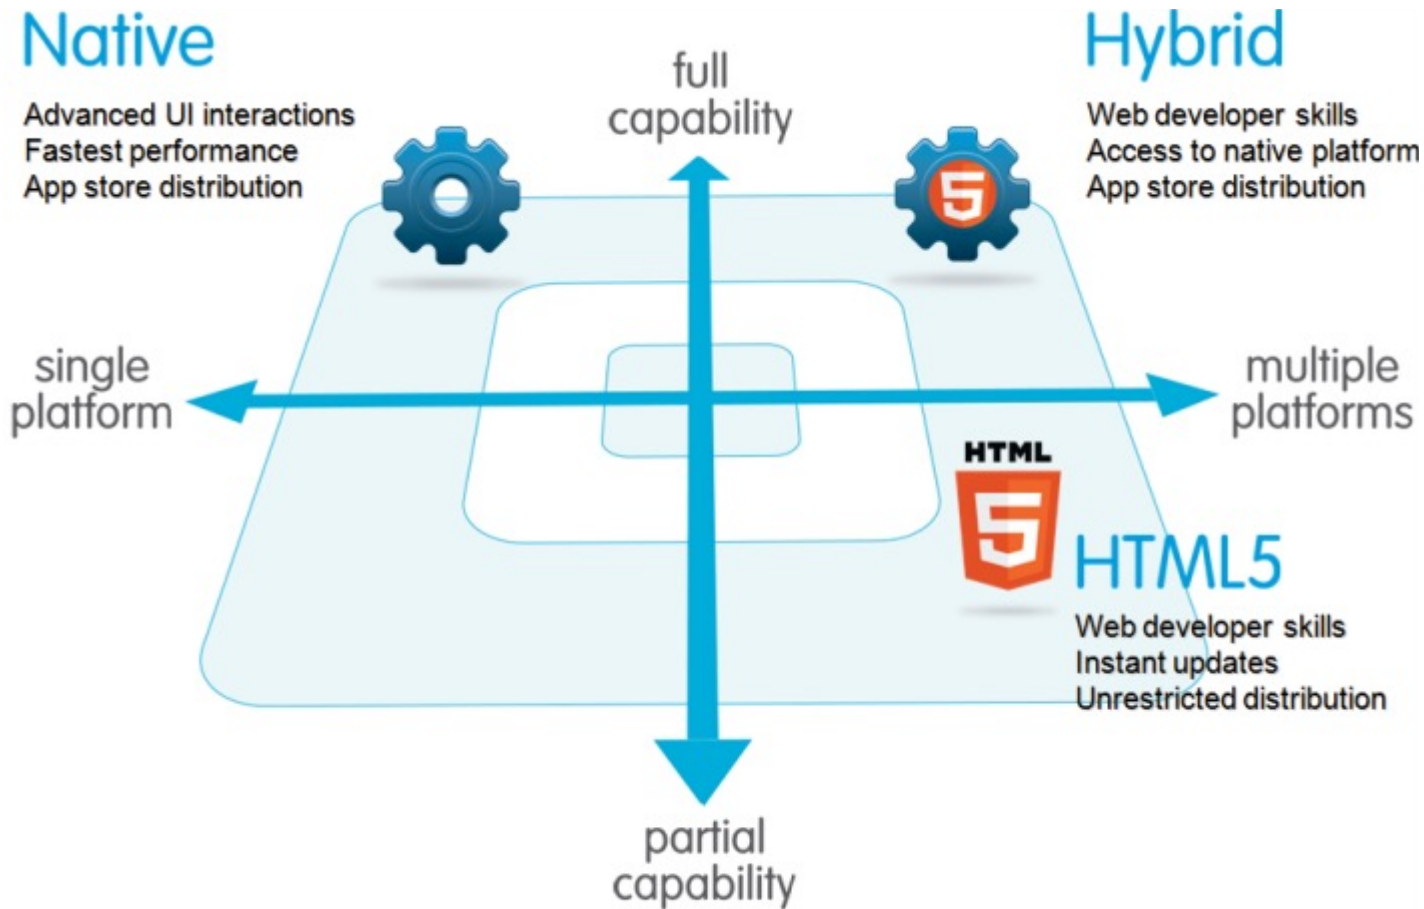 Native
Advanced UI interactions
Fastest performance
App store distribution
full
capability
Hybrid
Web developer skills
Access to native platform
App store distribution
5
single
platform
multiple
platforms
HTML
5
HTML5
Web developer skills
Instant updates
Unrestricted distribution
partial
capability